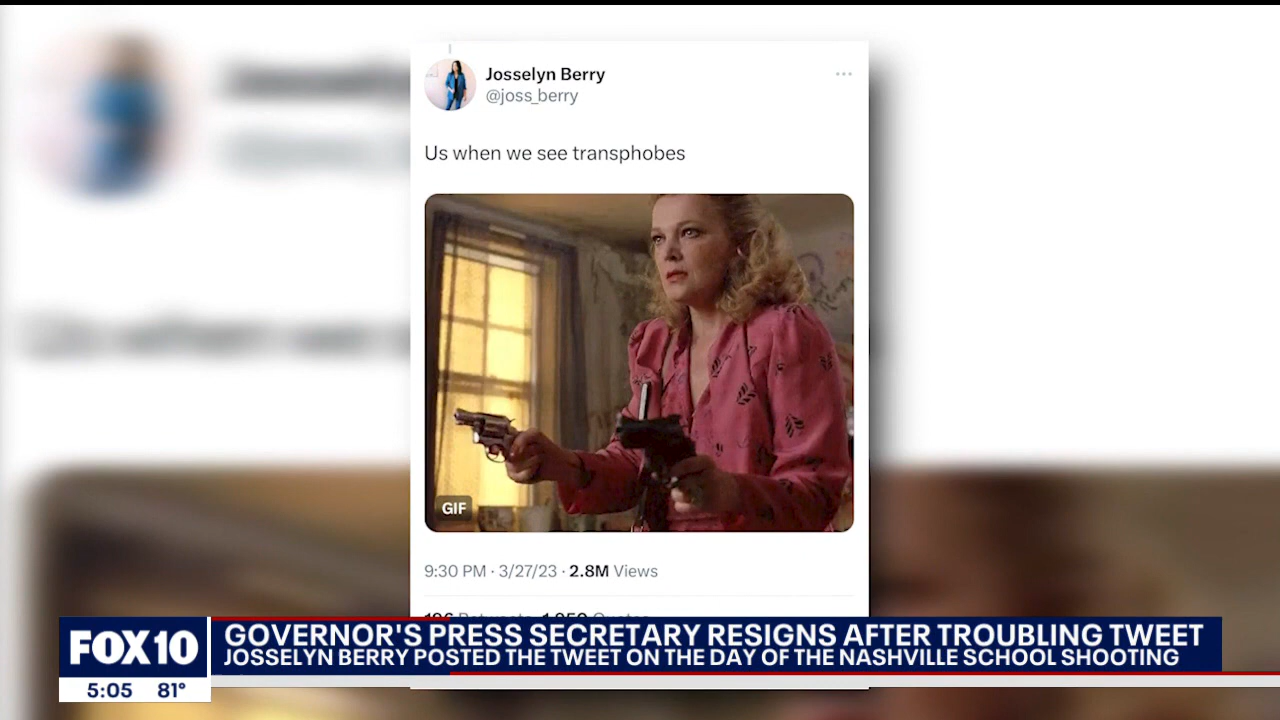 Josselyn Berry
@joss_berry
Us when we see transphobes
GIF
9:30 PM · 3/27/23 · 2.8M Views
FOX 10
5:05 81°
GOVERNOR'S PRESS SECRETARY RESIGNS AFTER TROUBLING TWEET
JOSSELYN BERRY POSTED THE TWEET ON THE DAY OF THE NASHVILLE SCHOOL SHOOTING